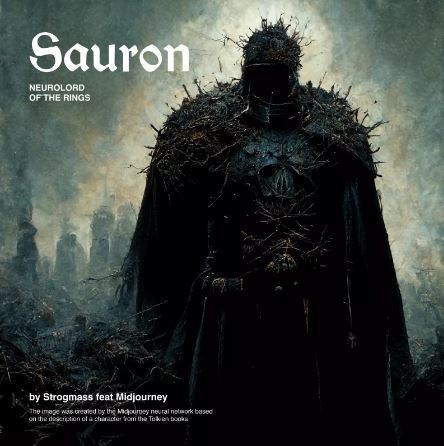 Sauron
NEUROLORD
OF THE RINGS
by Strogmass feat Midjourney
The image was created by the Midjourney neural network based
on the description of a character from the Tolkien books